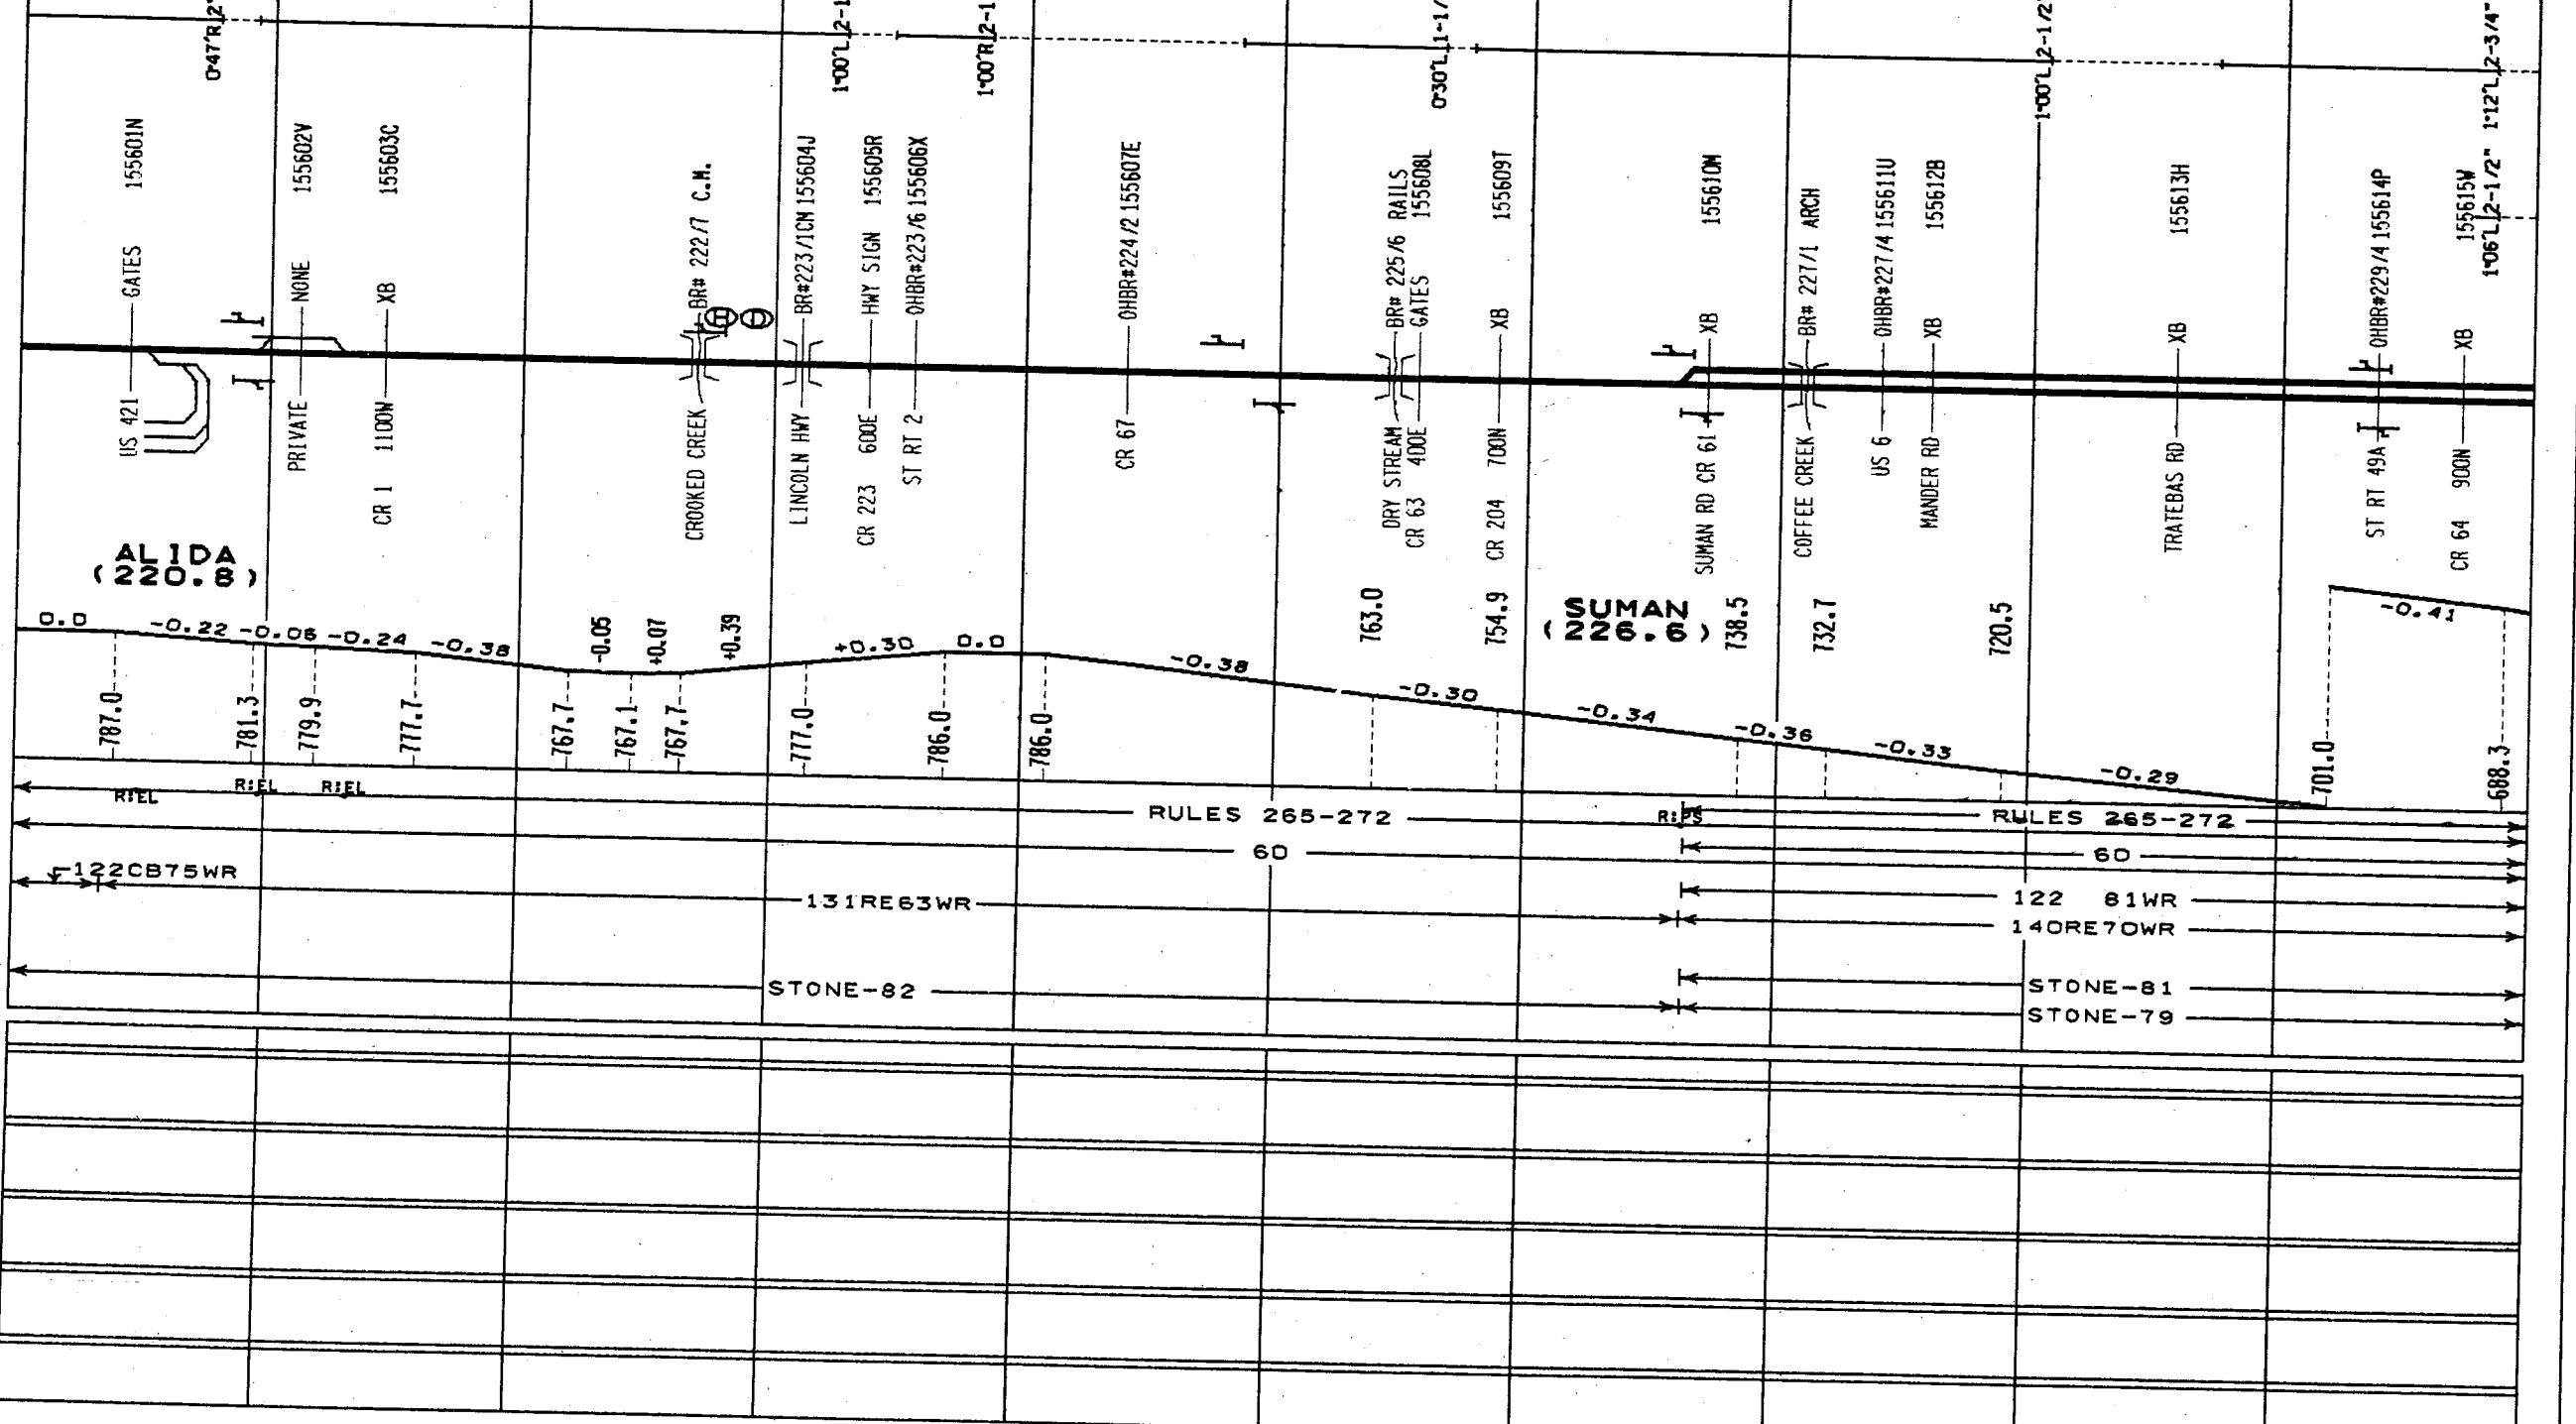 0°47'R 2"
1°00'L 2-1
1°00'R 2-1
0°30'L 1-1/
1°00'L 2-1/2"
1°12'L 2-3/4"
1°06'L 2-1/2"
US 421 GATES 155601N
PRIVATE NONE 155602V
CR 1 1100W XB 155603C
CROOKED CREEK BR# 222/7 C.M.
LINCOLN HWY BR#223/1CM 155604J
CR 223 600E HWY SIGN 155605R
ST RT 2 OHBR#223/6 155606X
CR 67 OHBR#224/2 155607E
DRY STREAM BR# 225/6 RAILS
CR 63 400E GATES 155608L
CR 204 700N XB 155609T
SUMAN RD CR 61 XB 155610M
COFFEE CREEK BR# 227/1 ARCH
US 6 OHBR#227/4 155611U
MANDER RD XB 155612B
TRATEBAS RD XB 155613H
ST RT 49A OHBR#229/4 155614P
CR 64 900N XB 155615W
ALIDA
(220.8)
SUMAN
(226.6)
0.0 -0.22 -0.06 -0.24 -0.38 -0.05 +0.07 +0.39 +0.30 0.0 -0.38 -0.30 -0.34 -0.36 -0.33 -0.29 -0.41
787.0 781.3 779.9 777.7 767.7 767.1 767.7 777.0 786.0 786.0 763.0 754.9 738.5 732.7 720.5 701.0 688.3
R:EL R:EL R:EL
RULES 265-272 R:PS RULES 265-272
60 60
122CB75WR
131RE63WR
122 81WR
140RE70WR
STONE-82
STONE-81
STONE-79